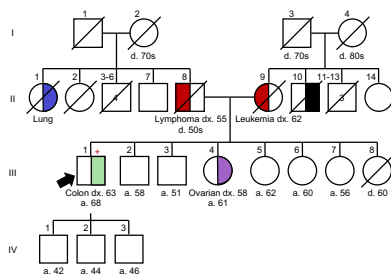 I
1
2
d. 70s
3
4
d. 70s
d. 80s
II
1
2
3-6
4
7
8
9
10
11-13
3
14
Lung
Lymphoma dx. 55
d. 50s
Leukemia dx. 62
III
1
+
2
3
4
5
6
7
8
Colon dx. 63
a. 68
a. 58
a. 51
Ovarian dx. 58
a. 61
a. 62
a. 60
a. 56
d. 60
IV
1
2
3
a. 42
a. 44
a. 46